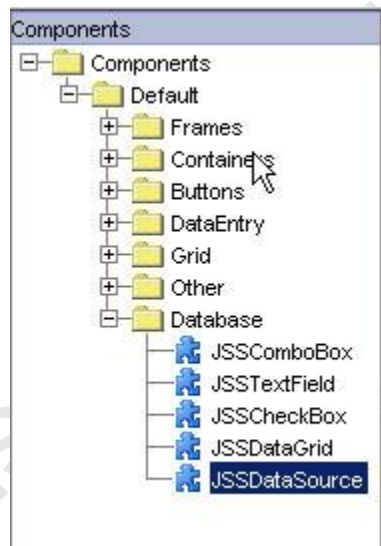 Components
Components
Default
Frames
Containers
Buttons
DataEntry
Grid
Other
Database
JSSComboBox
JSSTextField
JSSCheckBox
JSSDataGrid
JSSDataSource